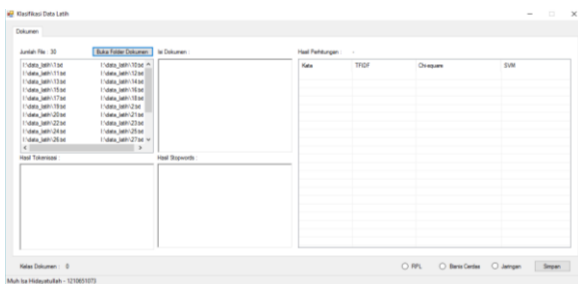 Klasifikasi Data Latih
Dokumen
Jumlah File : 30
Buka Folder Dokumen
Isi Dokumen :
Hasil Perhitungan : -
I:\data_latih\1.txt I:\data_latih\10.txt
I:\data_latih\11.txt I:\data_latih\12.txt
I:\data_latih\13.txt I:\data_latih\14.txt
I:\data_latih\15.txt I:\data_latih\16.txt
I:\data_latih\17.txt I:\data_latih\18.txt
I:\data_latih\19.txt I:\data_latih\2.txt
I:\data_latih\20.txt I:\data_latih\21.txt
I:\data_latih\22.txt I:\data_latih\23.txt
I:\data_latih\24.txt I:\data_latih\25.txt
I:\data_latih\26.txt I:\data_latih\27.txt
Kata TFIDF Chi-square SVM
Hasil Tokenisasi :
Hasil Stopwords :
Kelas Dokumen : 0
RPL Bisnis Cerdas Jaringan Simpan
Muh Isa Hidayatullah - 1210651073